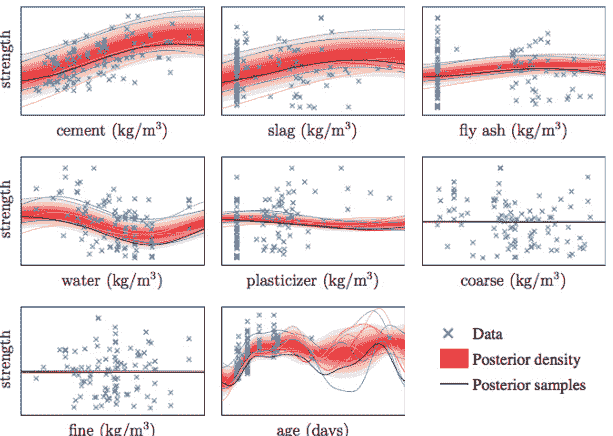 strength
cement (kg/m³)
slag (kg/m³)
fly ash (kg/m³)
strength
water (kg/m³)
plasticizer (kg/m³)
coarse (kg/m³)
strength
fine (kg/m³)
age (days)
Data
Posterior density
Posterior samples